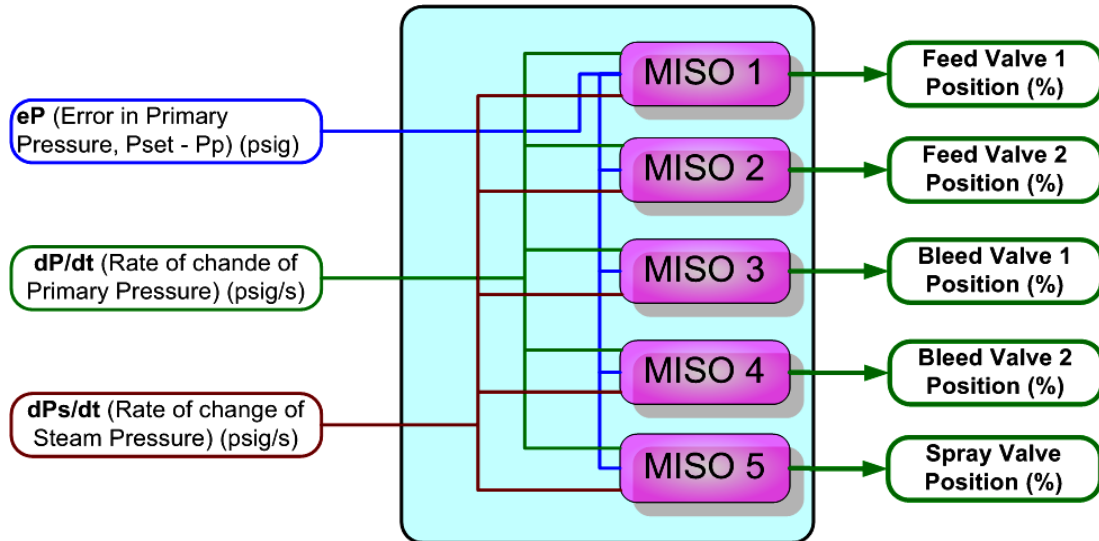 eP (Error in Primary
Pressure, Pset - Pp) (psig)
dP/dt (Rate of chande of
Primary Pressure) (psig/s)
dPs/dt (Rate of change of
Steam Pressure) (psig/s)
MISO 1
MISO 2
MISO 3
MISO 4
MISO 5
Feed Valve 1
Position (%)
Feed Valve 2
Position (%)
Bleed Valve 1
Position (%)
Bleed Valve 2
Position (%)
Spray Valve
Position (%)